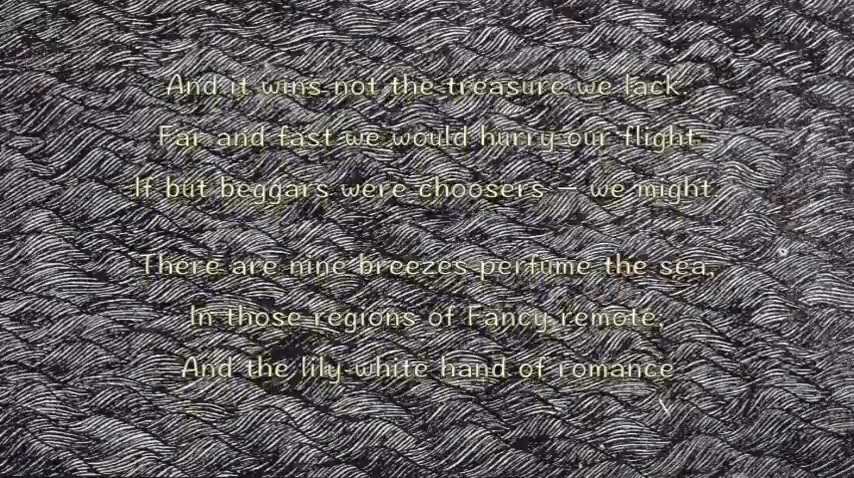 And it wins not the treasure we lack.
Far and fast we would hurry our flight
If but beggars were choosers – we might.
There are nine breezes perfume the sea,
In those regions of Fancy remote,
And the lily-white hand of romance